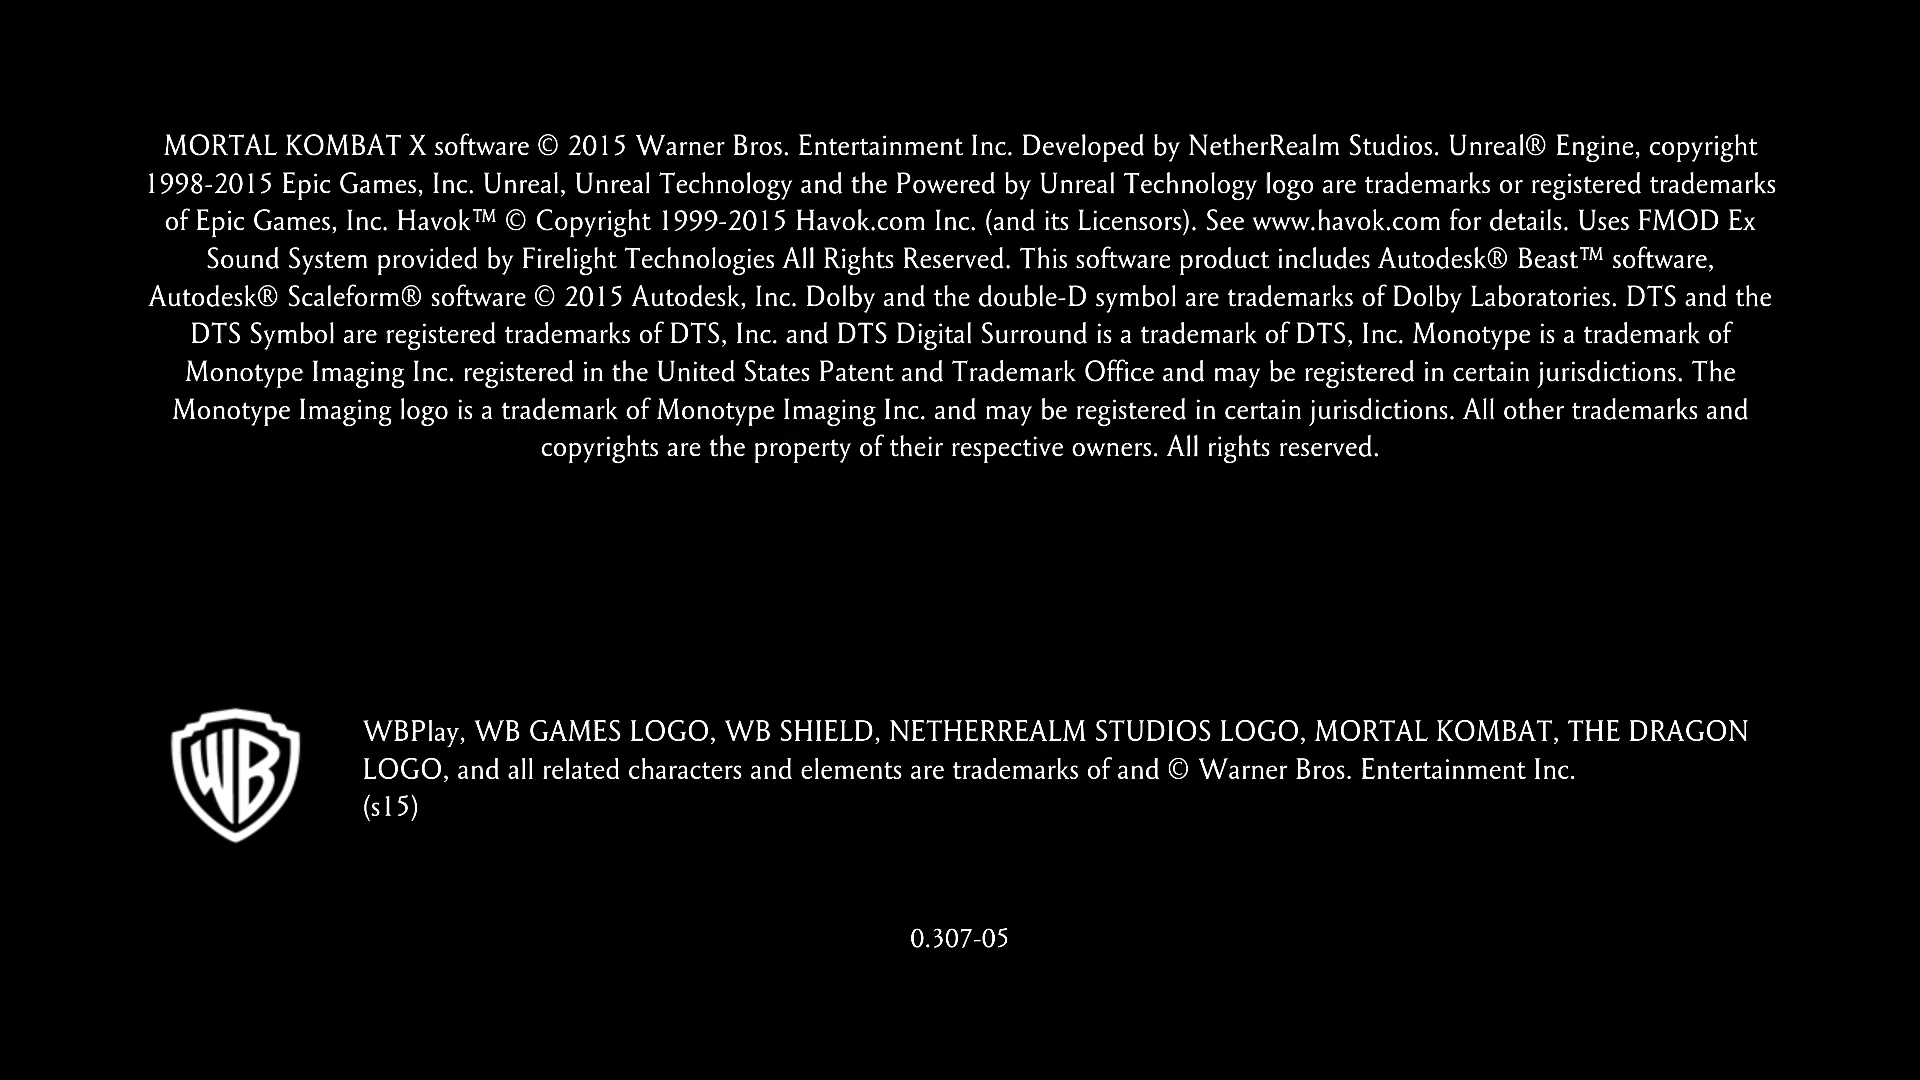 MORTAL KOMBAT X software © 2015 Warner Bros. Entertainment Inc. Developed by NetherRealm Studios. Unreal® Engine, copyright
1998-2015 Epic Games, Inc. Unreal, Unreal Technology and the Powered by Unreal Technology logo are trademarks or registered trademarks
of Epic Games, Inc. Havok™ © Copyright 1999-2015 Havok.com Inc. (and its Licensors). See www.havok.com for details. Uses FMOD Ex
Sound System provided by Firelight Technologies All Rights Reserved. This software product includes Autodesk® Beast™ software,
Autodesk® Scaleform® software © 2015 Autodesk, Inc. Dolby and the double-D symbol are trademarks of Dolby Laboratories. DTS and the
DTS Symbol are registered trademarks of DTS, Inc. and DTS Digital Surround is a trademark of DTS, Inc. Monotype is a trademark of
Monotype Imaging Inc. registered in the United States Patent and Trademark Office and may be registered in certain jurisdictions. The
Monotype Imaging logo is a trademark of Monotype Imaging Inc. and may be registered in certain jurisdictions. All other trademarks and
copyrights are the property of their respective owners. All rights reserved.
WB
WBPlay, WB GAMES LOGO, WB SHIELD, NETHERREALM STUDIOS LOGO, MORTAL KOMBAT, THE DRAGON
LOGO, and all related characters and elements are trademarks of and © Warner Bros. Entertainment Inc.
(s15)
0.307-05